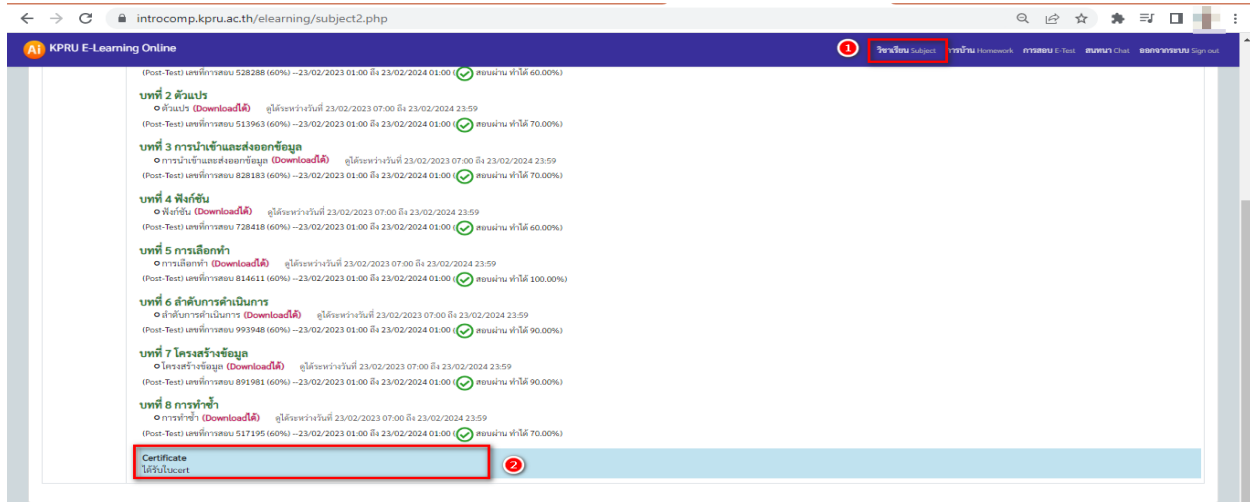 introcomp.kpru.ac.th/elearning/subject2.php
Ai KPRU E-Learning Online 1 วิชาเรียน Subject การบ้าน Homework การสอบ E-Test สนทนา Chat ออกจากระบบ Sign out
(Post-Test) เลขที่การสอบ 528288 (60%) --23/02/2023 01:00 ถึง 23/02/2024 01:00 ( สอบผ่าน ทำได้ 60.00%)
บทที่ 2 ตัวแปร
ตัวแปร (Downloadได้) ดูได้ระหว่างวันที่ 23/02/2023 07:00 ถึง 23/02/2024 23:59
(Post-Test) เลขที่การสอบ 513963 (60%) --23/02/2023 01:00 ถึง 23/02/2024 01:00 ( สอบผ่าน ทำได้ 70.00%)
บทที่ 3 การนำเข้าและส่งออกข้อมูล
การนำเข้าและส่งออกข้อมูล (Downloadได้) ดูได้ระหว่างวันที่ 23/02/2023 07:00 ถึง 23/02/2024 23:59
(Post-Test) เลขที่การสอบ 828183 (60%) --23/02/2023 01:00 ถึง 23/02/2024 01:00 ( สอบผ่าน ทำได้ 70.00%)
บทที่ 4 ฟังก์ชัน
ฟังก์ชัน (Downloadได้) ดูได้ระหว่างวันที่ 23/02/2023 07:00 ถึง 23/02/2024 23:59
(Post-Test) เลขที่การสอบ 728418 (60%) --23/02/2023 01:00 ถึง 23/02/2024 01:00 ( สอบผ่าน ทำได้ 60.00%)
บทที่ 5 การเลือกทำ
การเลือกทำ (Downloadได้) ดูได้ระหว่างวันที่ 23/02/2023 07:00 ถึง 23/02/2024 23:59
(Post-Test) เลขที่การสอบ 814611 (60%) --23/02/2023 01:00 ถึง 23/02/2024 01:00 ( สอบผ่าน ทำได้ 100.00%)
บทที่ 6 ลำดับการดำเนินการ
ลำดับการดำเนินการ (Downloadได้) ดูได้ระหว่างวันที่ 23/02/2023 07:00 ถึง 23/02/2024 23:59
(Post-Test) เลขที่การสอบ 993948 (60%) --23/02/2023 01:00 ถึง 23/02/2024 01:00 ( สอบผ่าน ทำได้ 90.00%)
บทที่ 7 โครงสร้างข้อมูล
โครงสร้างข้อมูล (Downloadได้) ดูได้ระหว่างวันที่ 23/02/2023 07:00 ถึง 23/02/2024 23:59
(Post-Test) เลขที่การสอบ 891981 (60%) --23/02/2023 01:00 ถึง 23/02/2024 01:00 ( สอบผ่าน ทำได้ 90.00%)
บทที่ 8 การทำซ้ำ
การทำซ้ำ (Downloadได้) ดูได้ระหว่างวันที่ 23/02/2023 07:00 ถึง 23/02/2024 23:59
(Post-Test) เลขที่การสอบ 517195 (60%) --23/02/2023 01:00 ถึง 23/02/2024 01:00 ( สอบผ่าน ทำได้ 70.00%)
Certificate
ได้รับใบcert 2